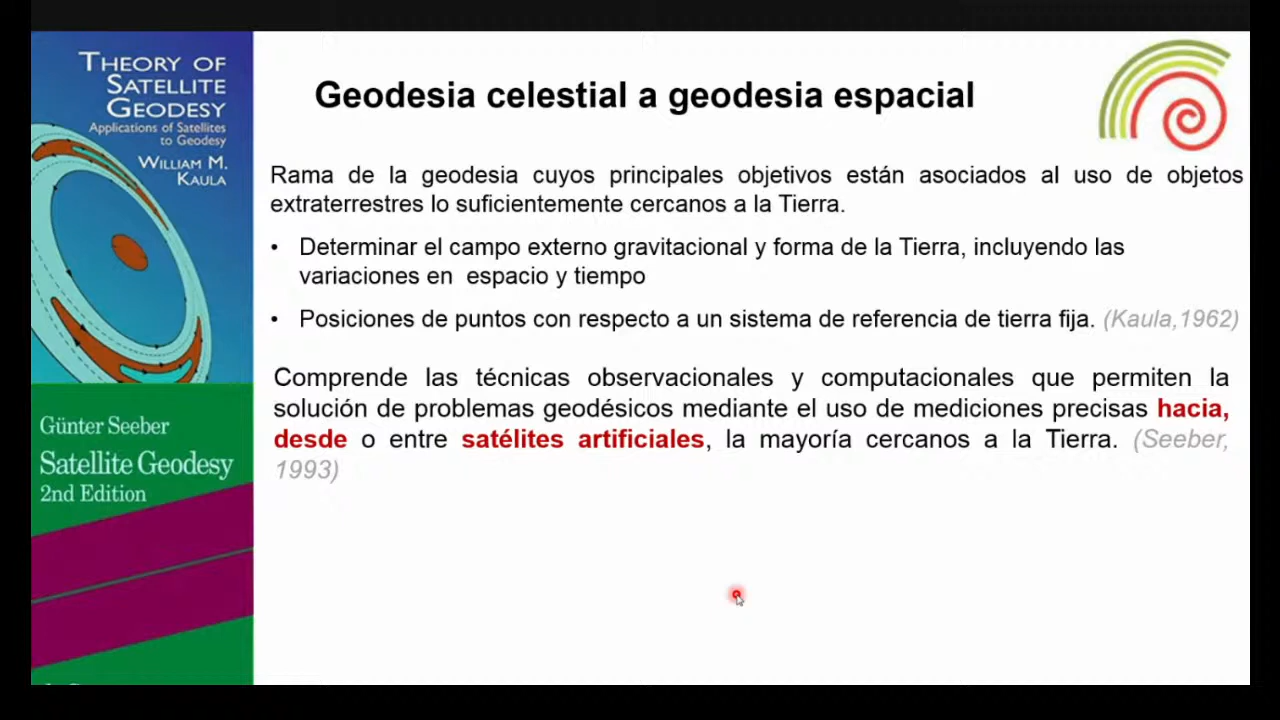 THEORY OF
SATELLITE
GEODESY
Applications of Satellites
to Geodesy
WILLIAM M.
KAULA
Günter Seeber
Satellite Geodesy
2nd Edition
Geodesia celestial a geodesia espacial
Rama de la geodesia cuyos principales objetivos están asociados al uso de objetos
extraterrestres lo suficientemente cercanos a la Tierra.
• Determinar el campo externo gravitacional y forma de la Tierra, incluyendo las
variaciones en espacio y tiempo
• Posiciones de puntos con respecto a un sistema de referencia de tierra fija. (Kaula,1962)
Comprende las técnicas observacionales y computacionales que permiten la
solución de problemas geodésicos mediante el uso de mediciones precisas hacia,
desde o entre satélites artificiales, la mayoría cercanos a la Tierra. (Seeber,
1993)